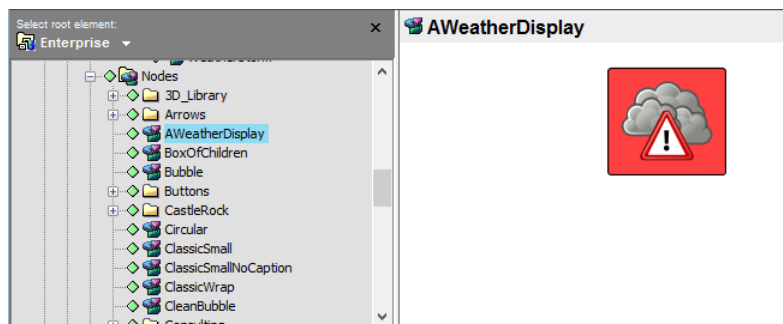 Select root element:
Enterprise
AWeatherDisplay
Nodes
3D_Library
Arrows
AWeatherDisplay
BoxOfChildren
Bubble
Buttons
CastleRock
Circular
ClassicSmall
ClassicSmallNoCaption
ClassicWrap
CleanBubble